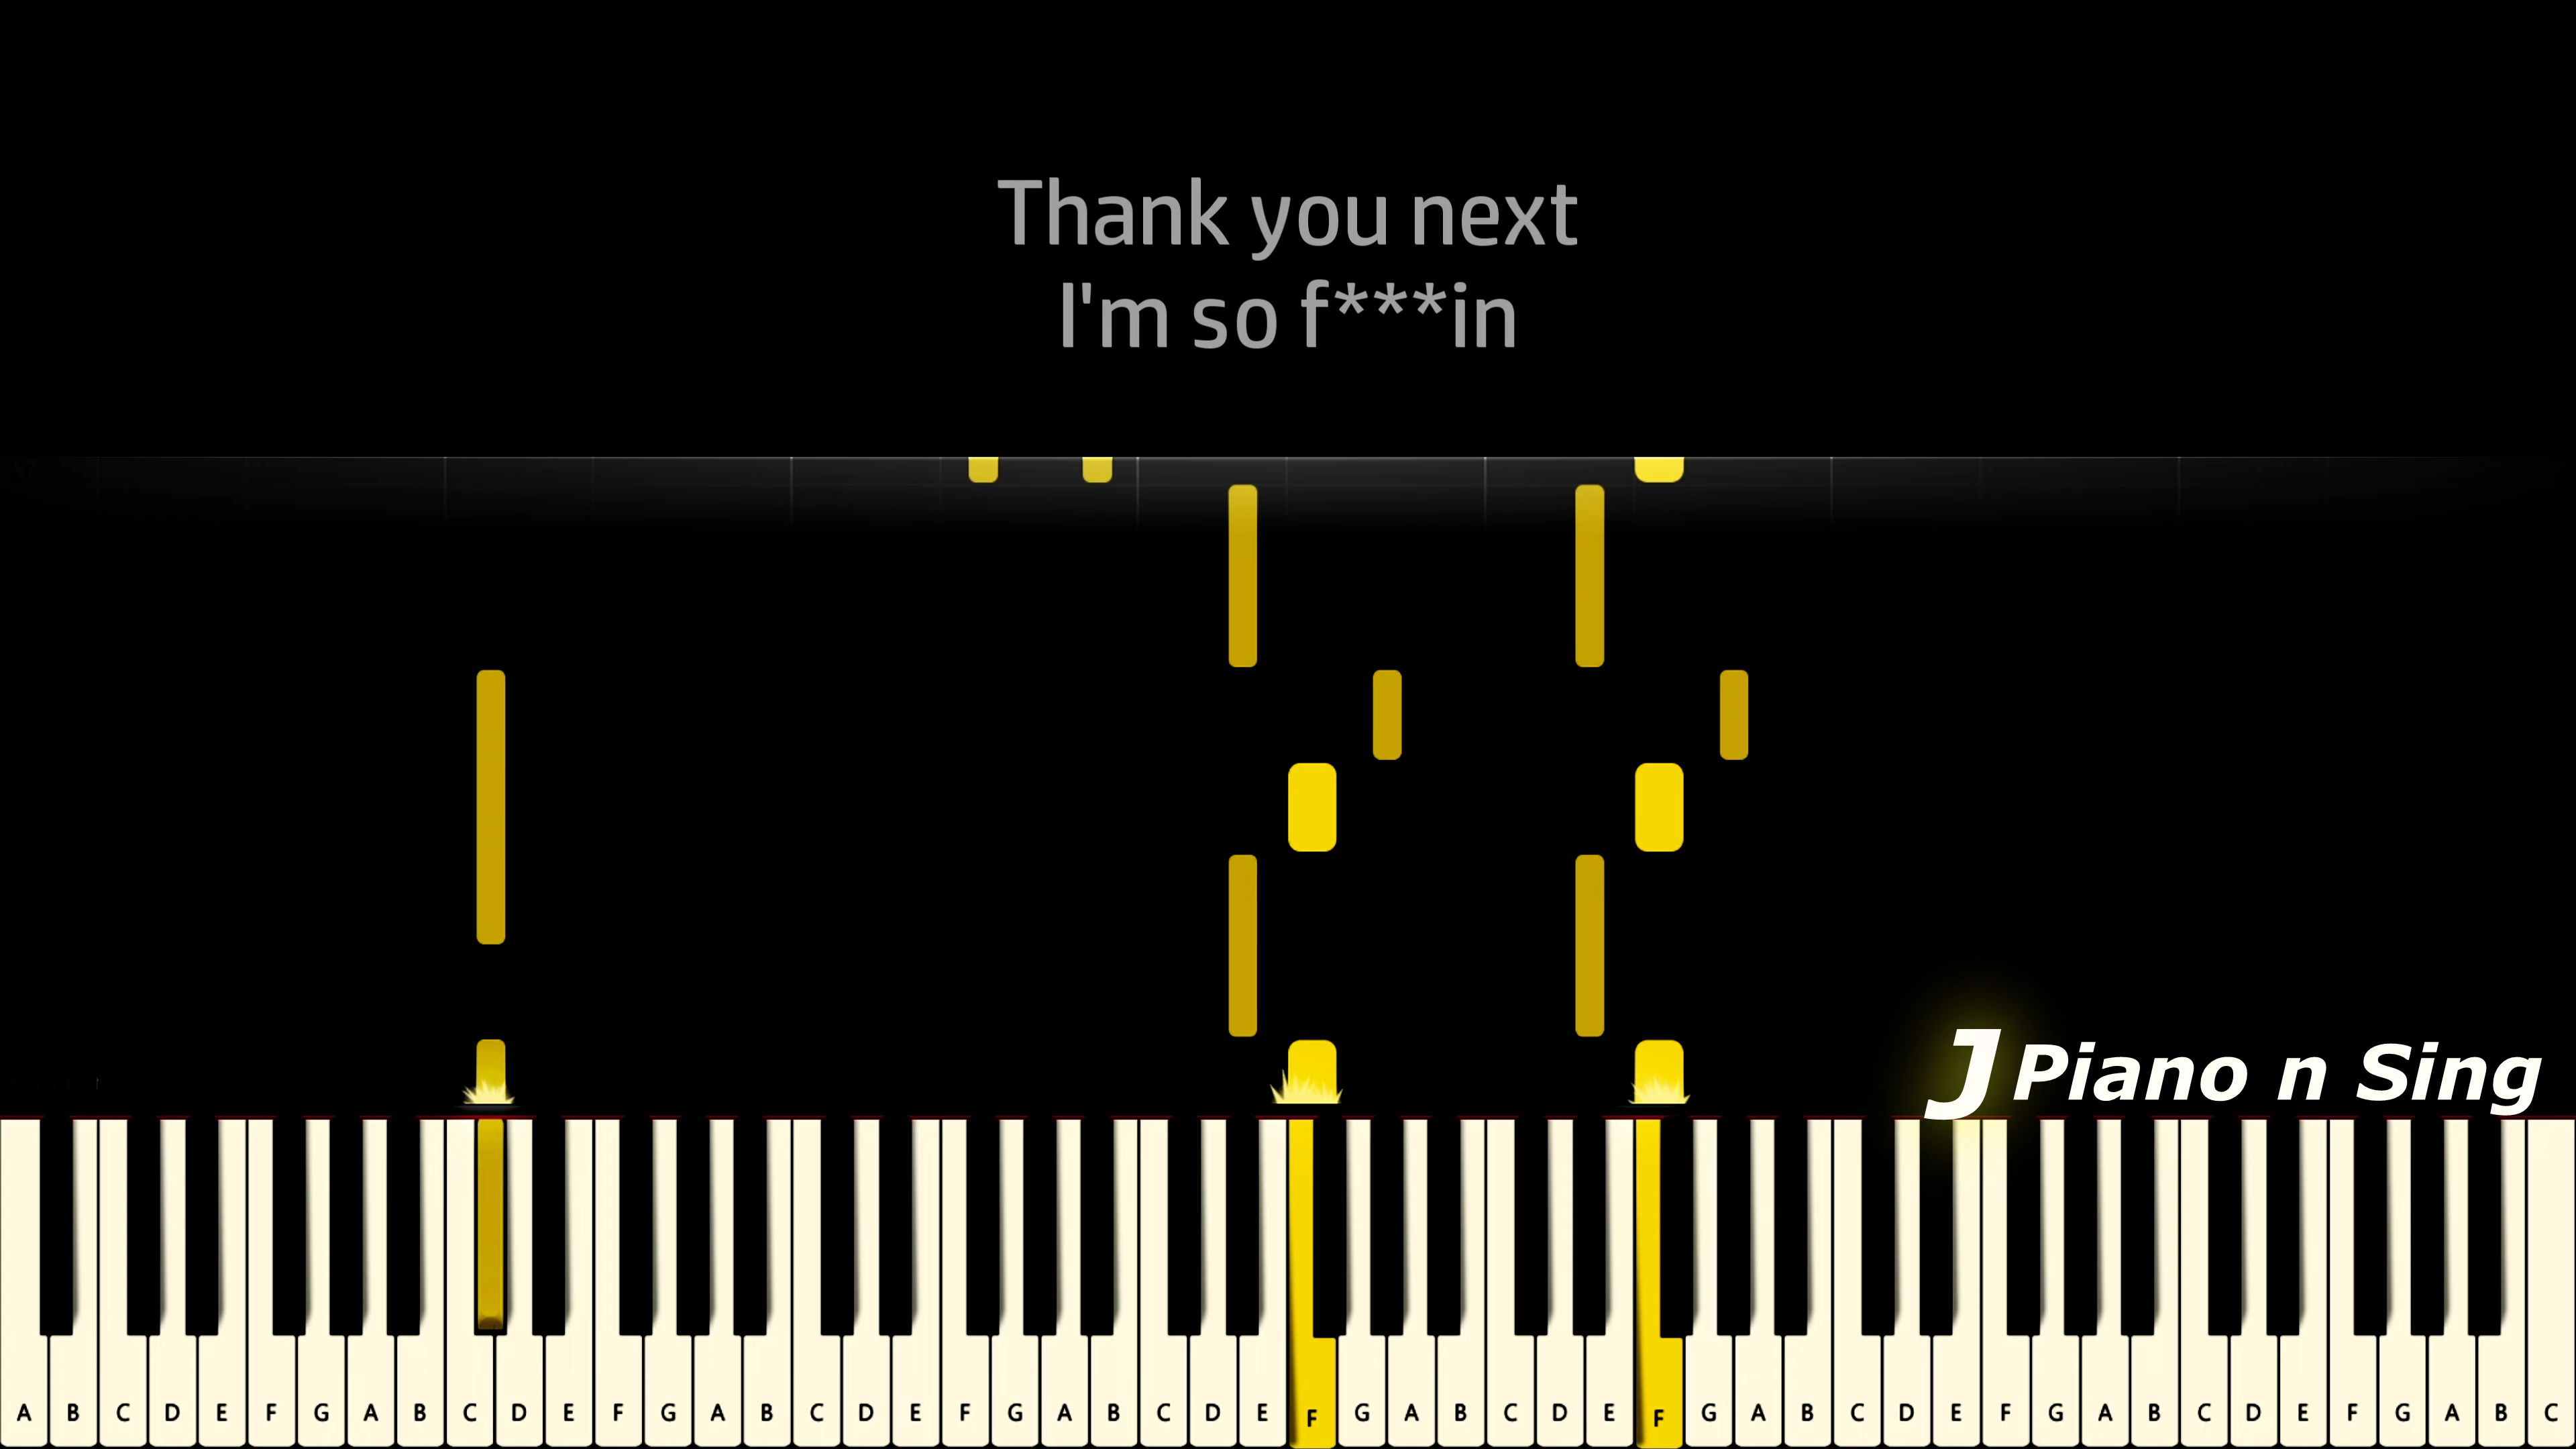 Thank you next
I'm so f***in
J Piano n Sing
A B C D E F G A B C D E F G A B C D E F G A B C D E F G A B C D E F G A B C D E F G A B C D E F G A B C